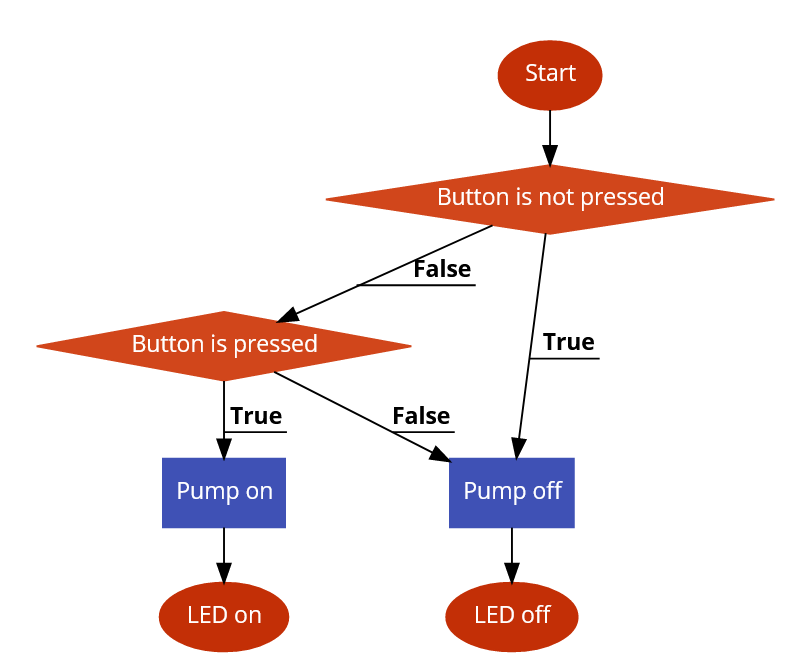 Start
Button is not pressed
False
Button is pressed
True
True
False
Pump on
Pump off
LED on
LED off